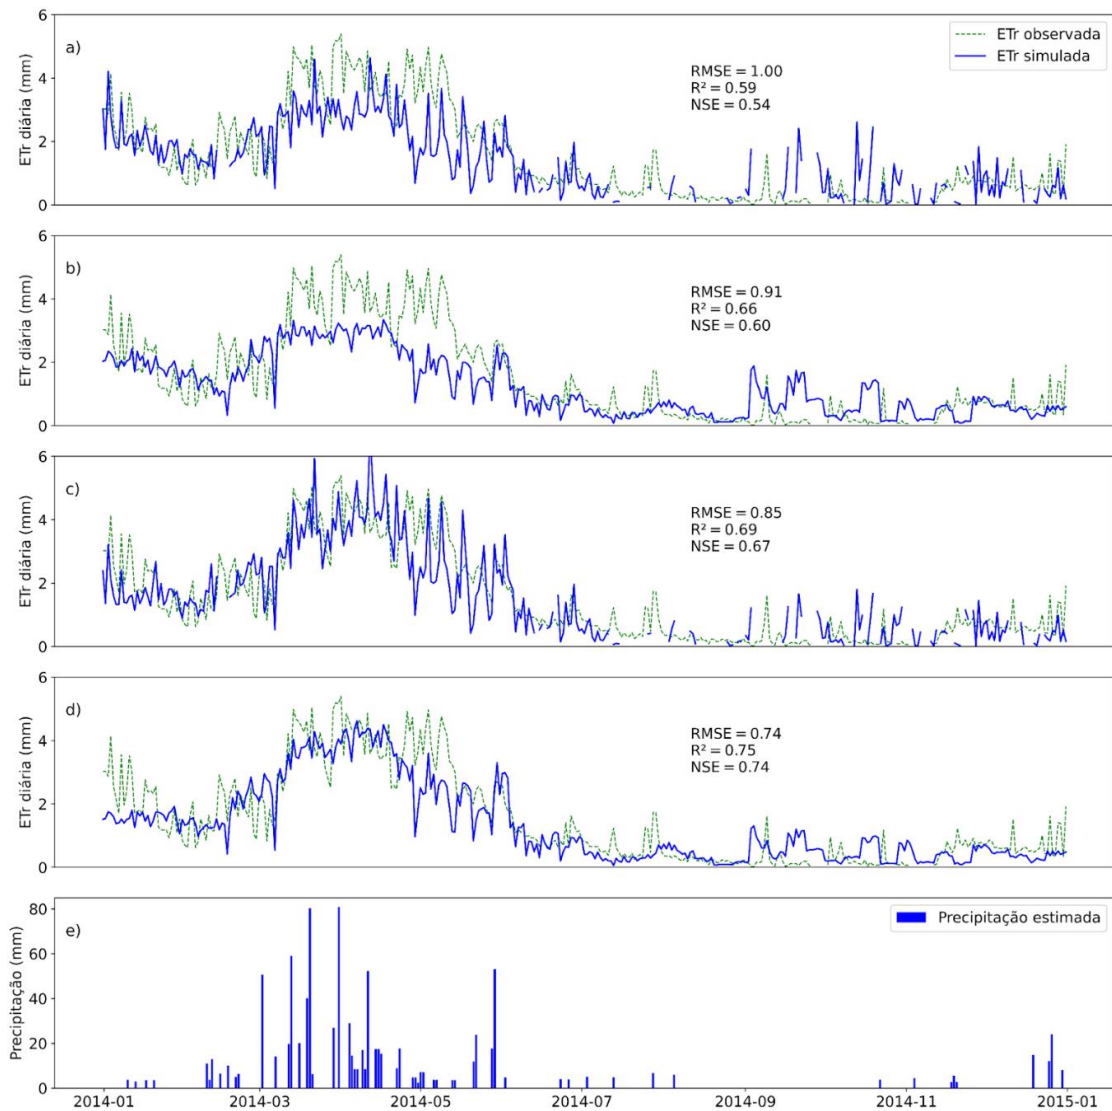 6
4
2
0
ETr diária (mm)
a)
RMSE = 1.00
R² = 0.59
NSE = 0.54
ETr observada
ETr simulada
6
4
2
0
ETr diária (mm)
b)
RMSE = 0.91
R² = 0.66
NSE = 0.60
6
4
2
0
ETr diária (mm)
c)
RMSE = 0.85
R² = 0.69
NSE = 0.67
6
4
2
0
ETr diária (mm)
d)
RMSE = 0.74
R² = 0.75
NSE = 0.74
80
60
40
20
0
Precipitação (mm)
e)
Precipitação estimada
2014-01 2014-03 2014-05 2014-07 2014-09 2014-11 2015-01